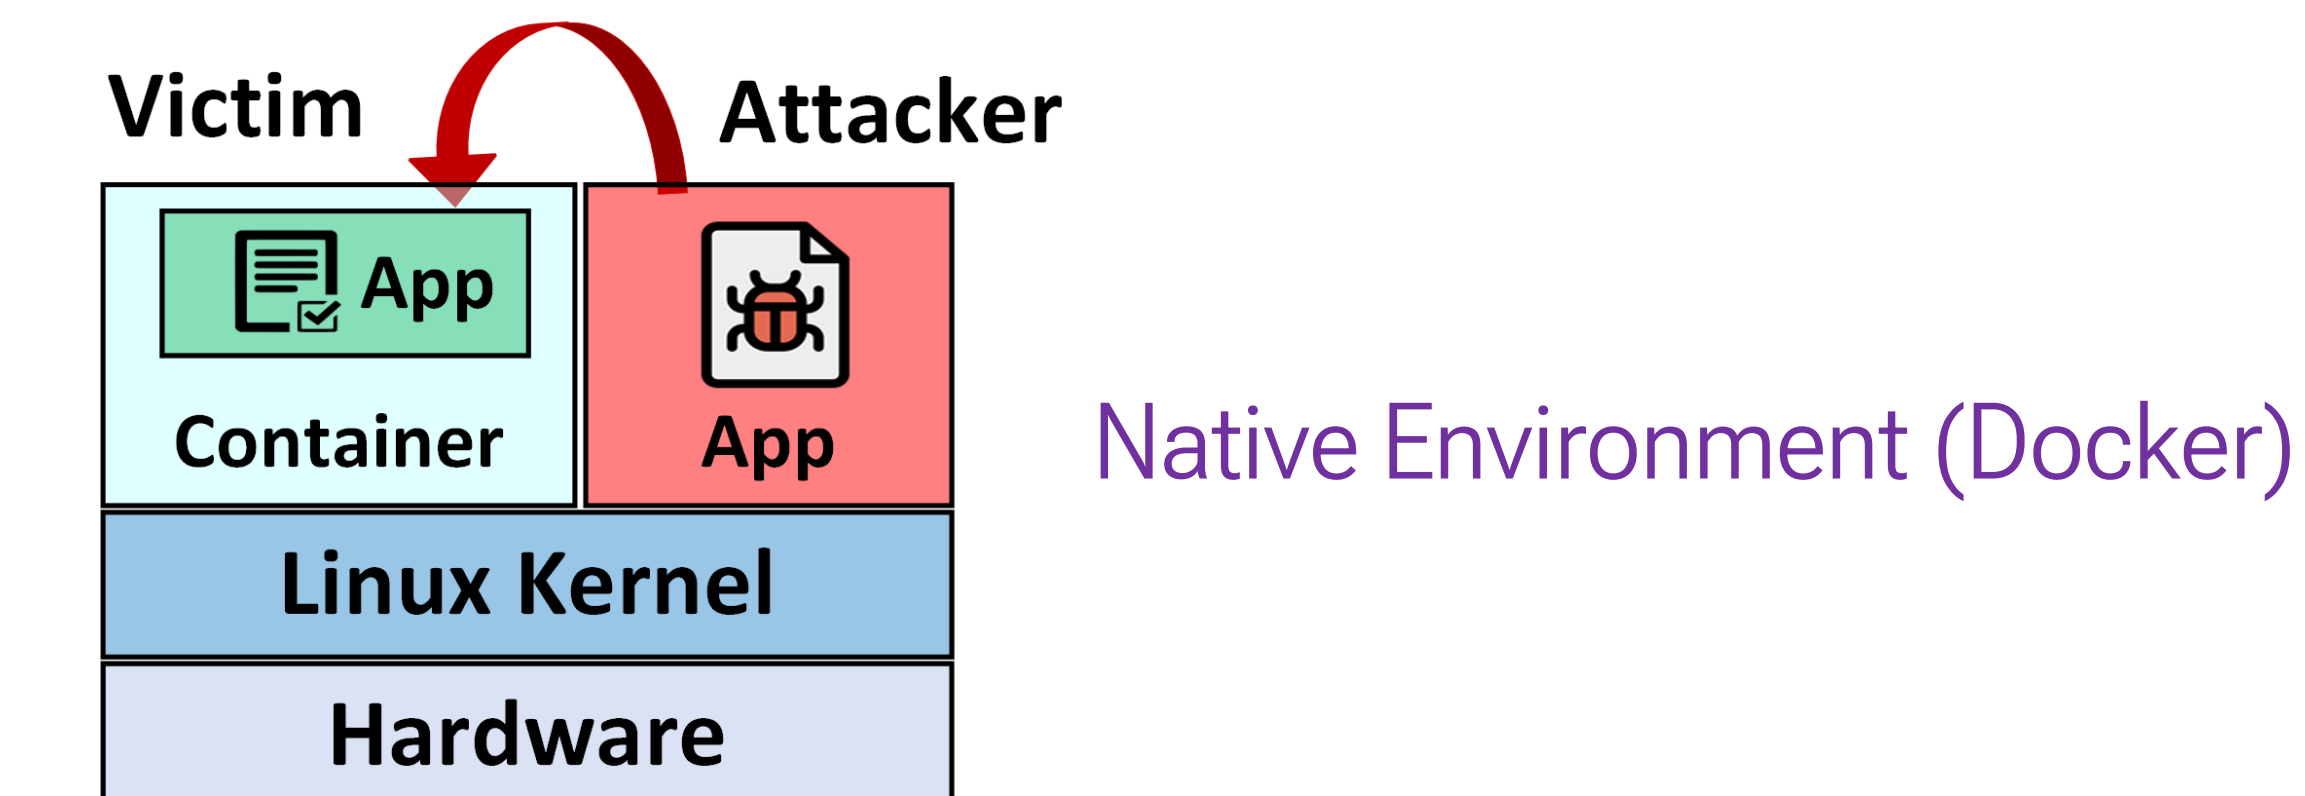 Victim
Attacker
App
Container
App
Native Environment (Docker)
Linux Kernel
Hardware